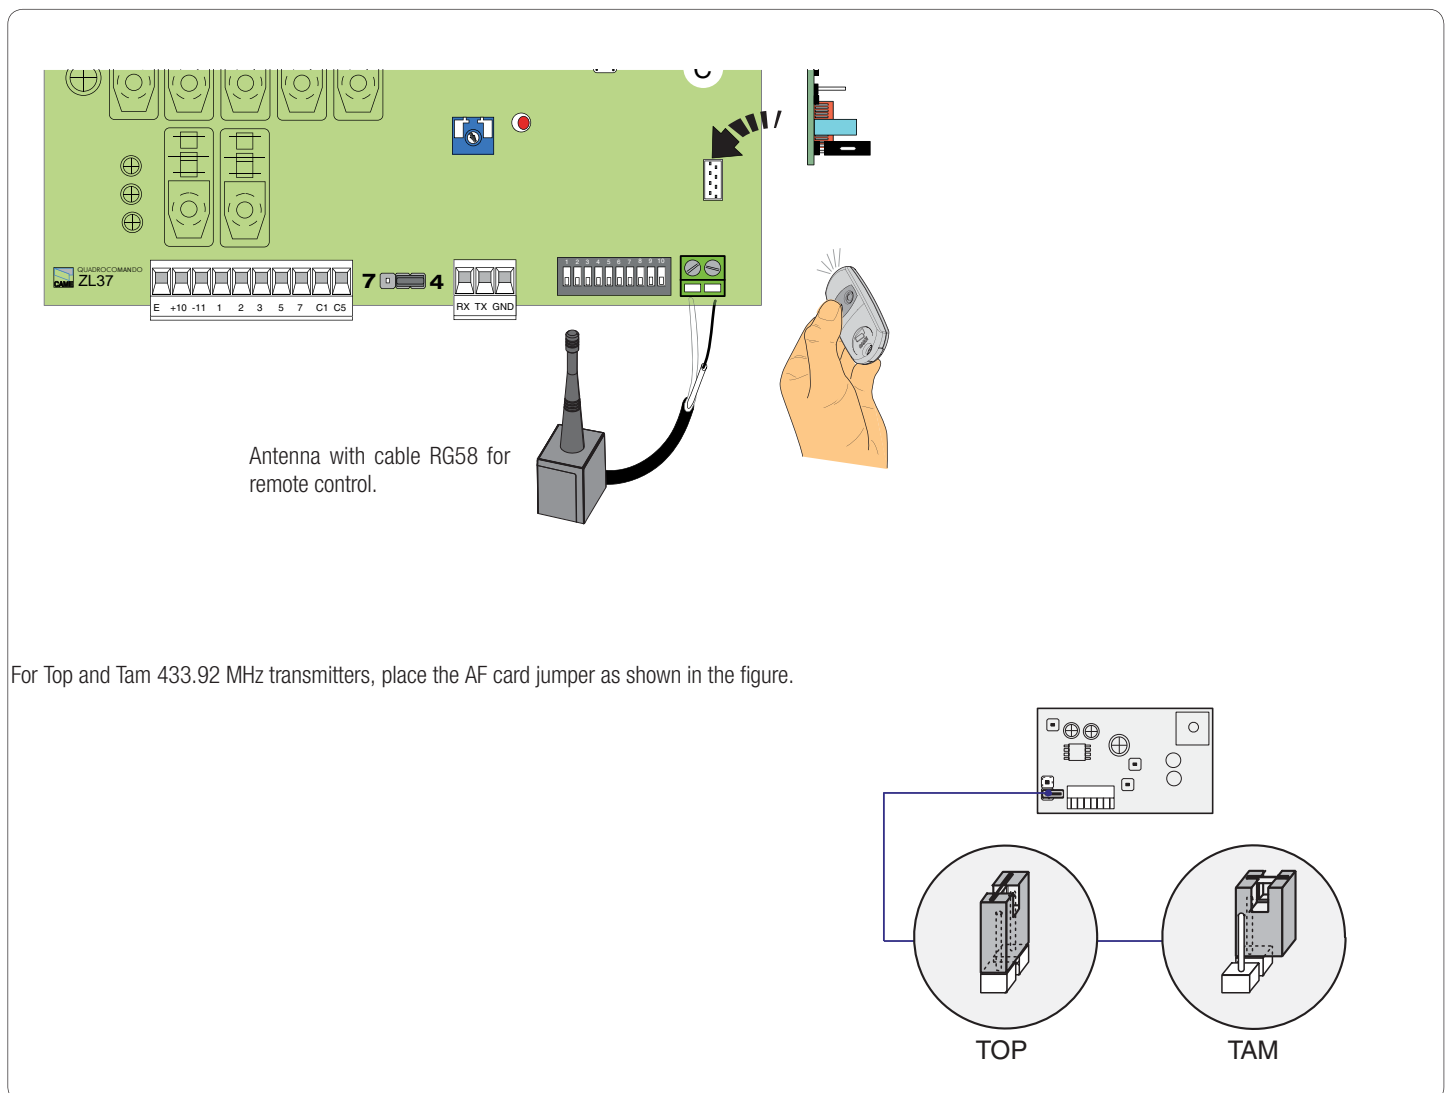 C
QUADROCOMANDO
ZL37
CAME
7 4
1 2 3 4 5 6 7 8 9 10
E +10 -11 1 2 3 5 7 C1 C5
RX TX GND
Antenna with cable RG58 for
remote control.
For Top and Tam 433.92 MHz transmitters, place the AF card jumper as shown in the figure.
TOP
TAM